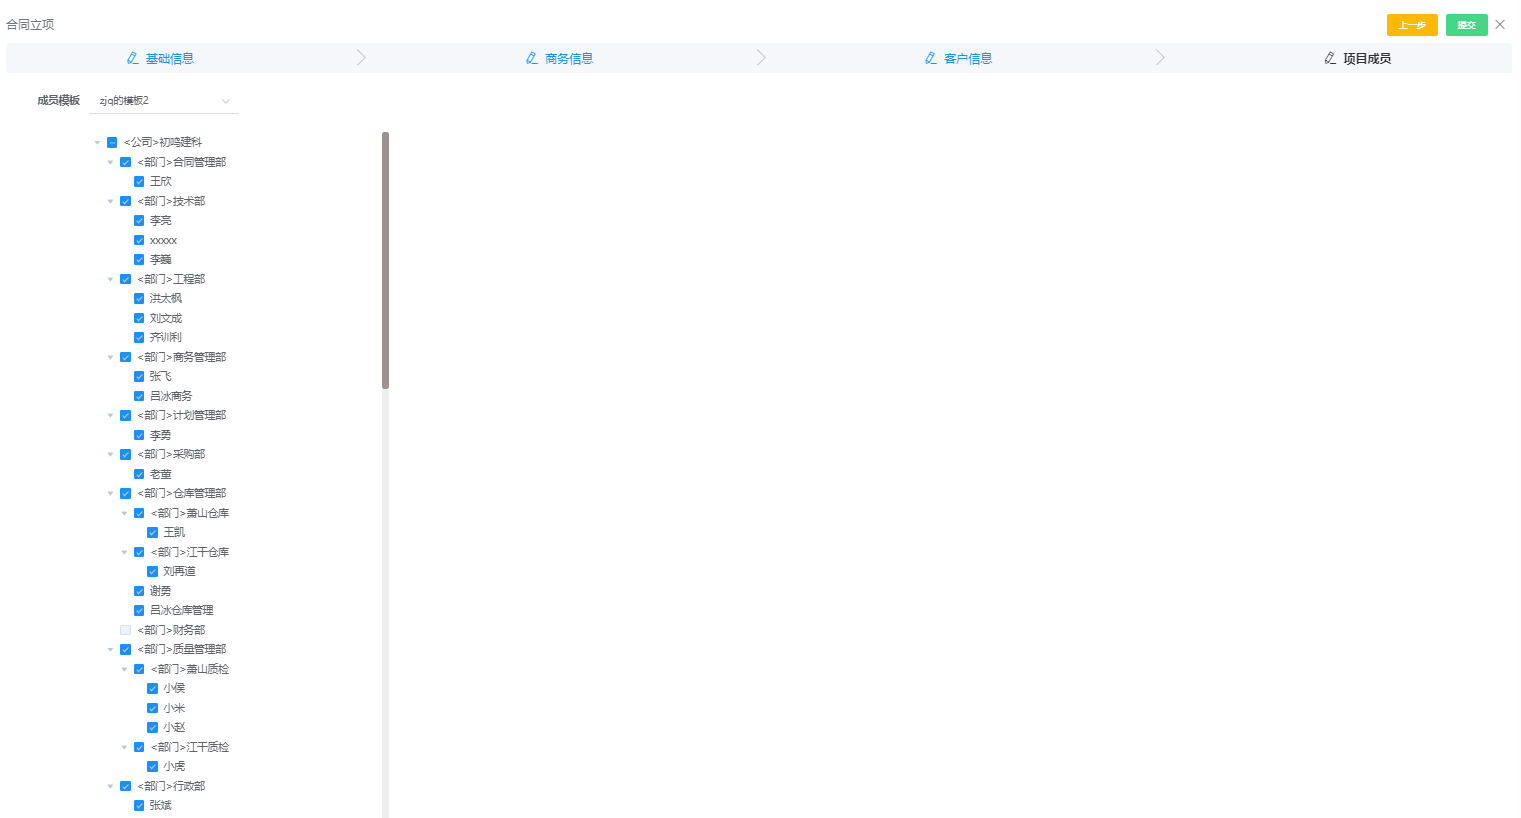 合同立项
上一步 提交
基础信息 商务信息 客户信息 项目成员
成员模板 zjq的模板2
<公司>初鸣建科
<部门>合同管理部
王欣
<部门>技术部
李亮
xxxxx
李巍
<部门>工程部
洪太枫
刘文成
齐训利
<部门>商务管理部
张飞
吕冰商务
<部门>计划管理部
李勇
<部门>采购部
老董
<部门>仓库管理部
<部门>萧山仓库
王凯
<部门>江干仓库
刘再道
谢勇
吕冰仓库管理
<部门>财务部
<部门>质量管理部
<部门>萧山质检
小侯
小米
小赵
<部门>江干质检
小虎
<部门>行政部
张斌